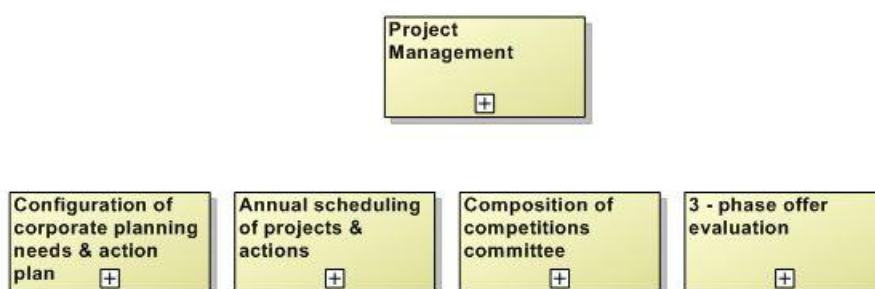 Project
Management
Configuration of
corporate planning
needs & action
plan
Annual scheduling
of projects &
actions
Composition of
competitions
committee
3 - phase offer
evaluation